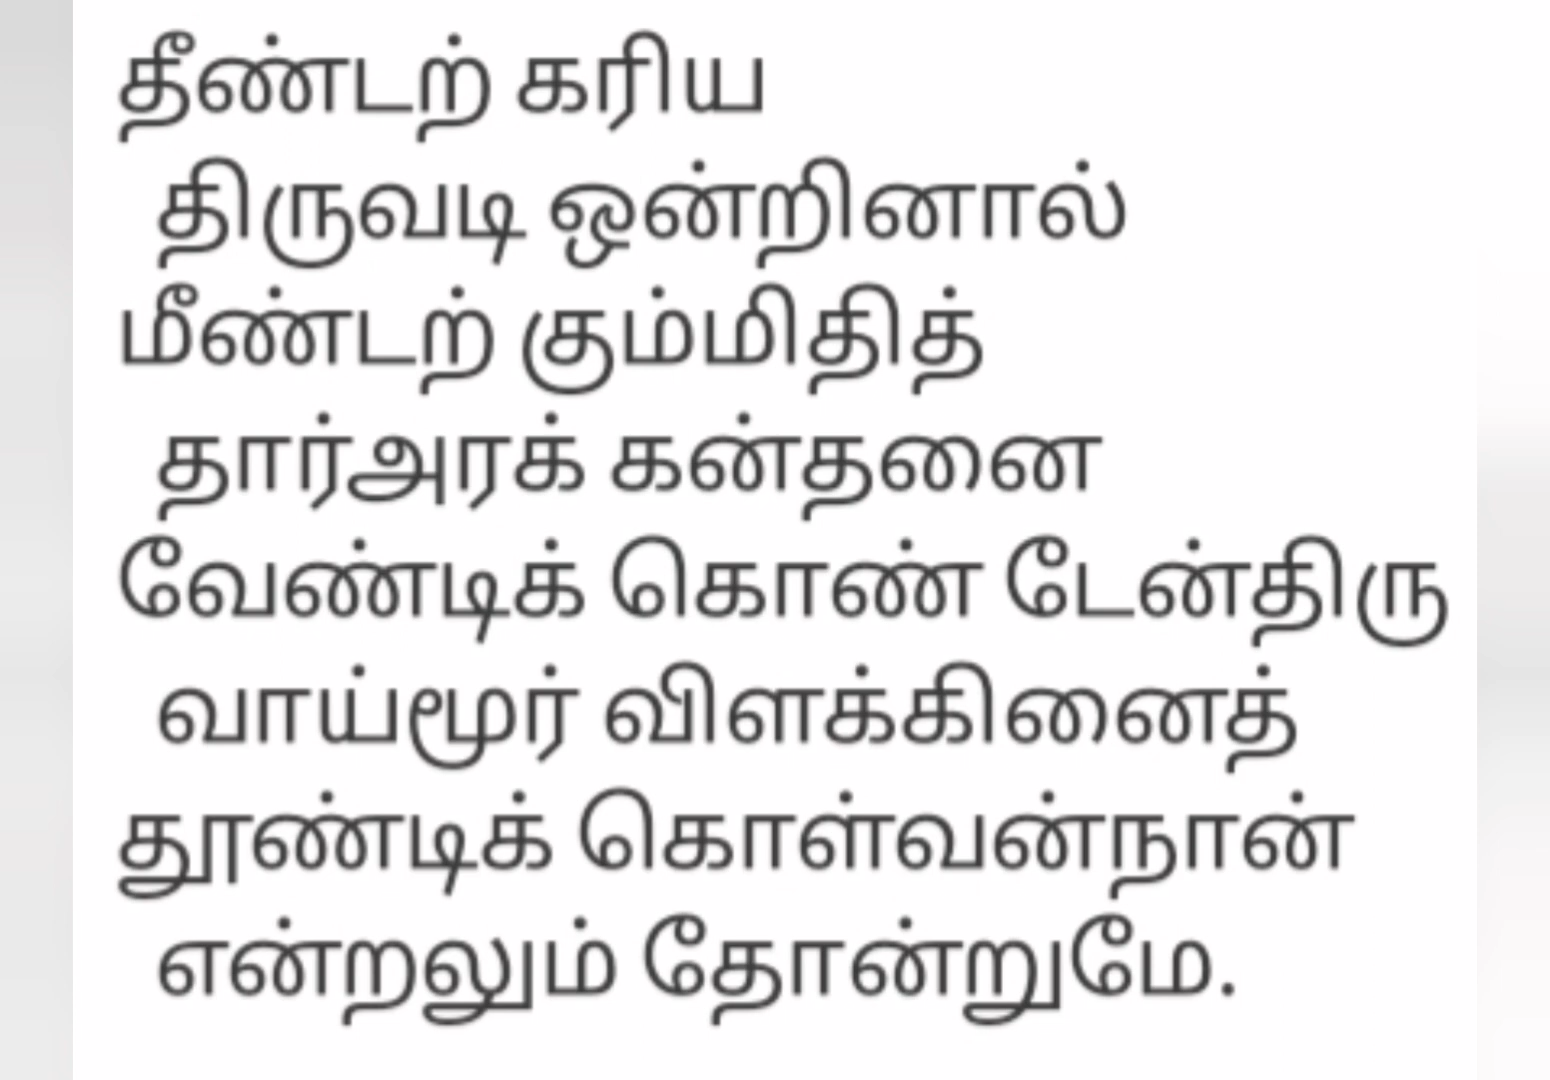 தீண்டற் கரிய
திருவடி ஒன்றினால்
மீண்டற் கும்மிதித்
தார்அரக் கன்தனை
வேண்டிக் கொண் டேன்திரு
வாய்மூர் விளக்கினைத்
தூண்டிக் கொள்வன்நான்
என்றலும் தோன்றுமே.